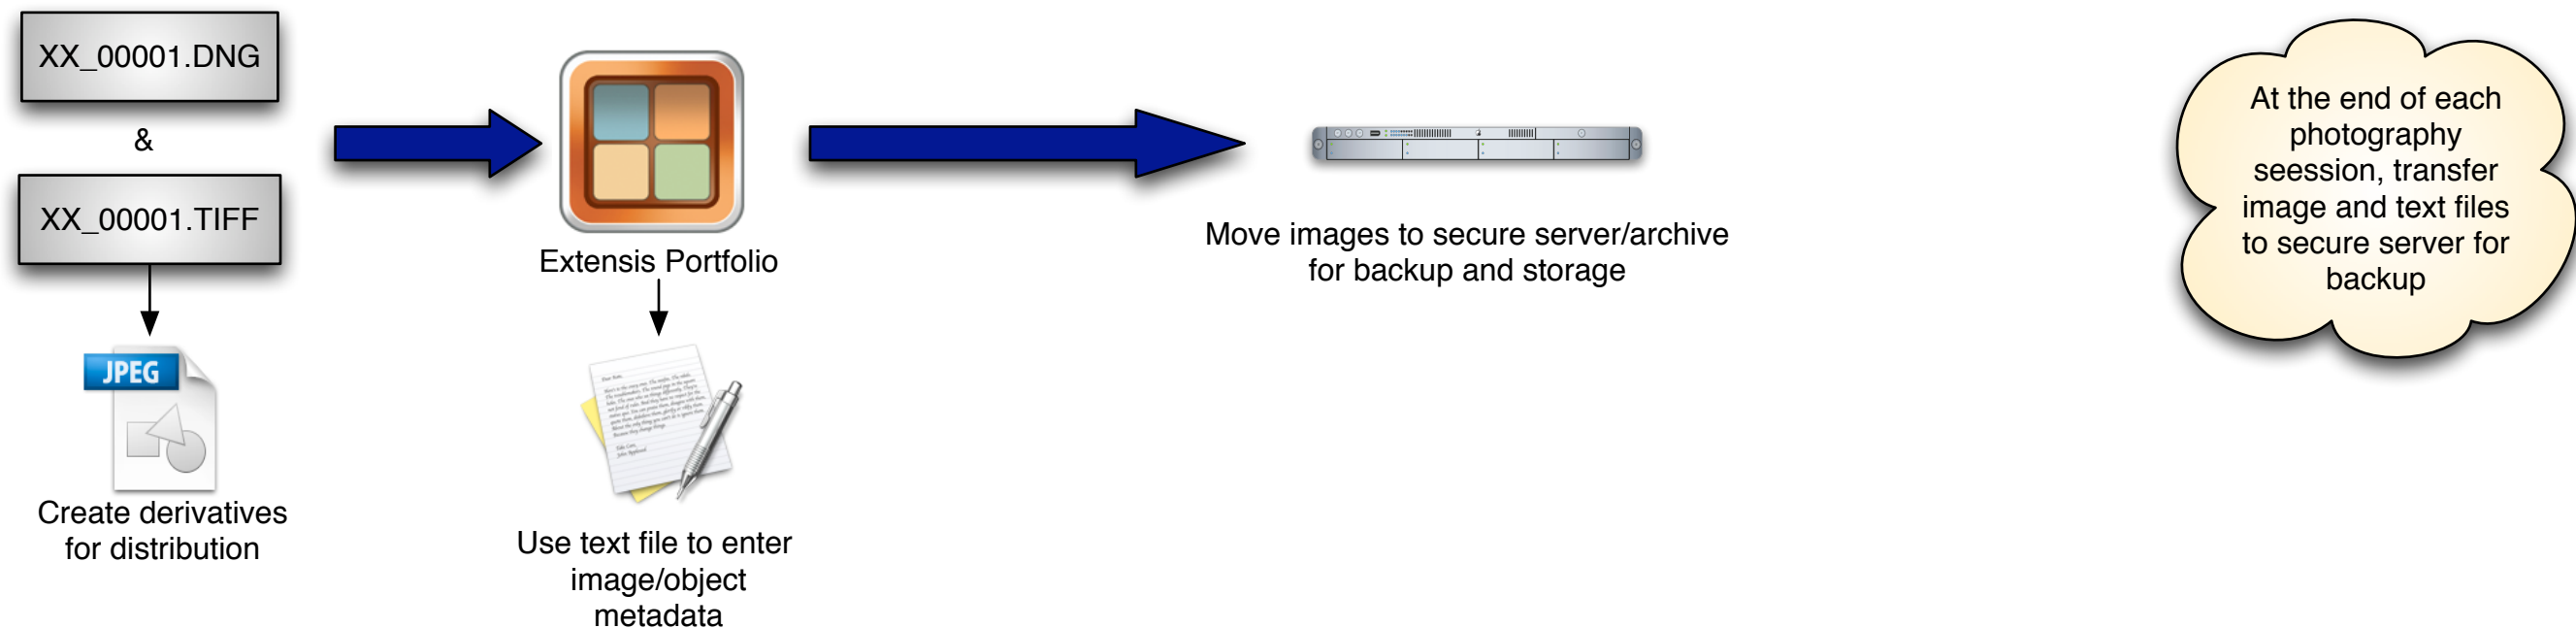 XX_00001.DNG
&
XX_00001.TIFF
JPEG
Create derivatives
for distribution
Extensis Portfolio
Use text file to enter
image/object
metadata
Move images to secure server/archive
for backup and storage
At the end of each
photography
seession, transfer
image and text files
to secure server for
backup